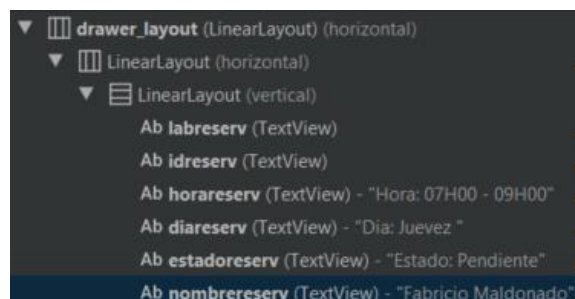 drawer_layout (LinearLayout) (horizontal)
LinearLayout (horizontal)
LinearLayout (vertical)
Ab labreserv (TextView)
Ab idreserv (TextView)
Ab horareserv (TextView) - "Hora: 07H00 - 09H00"
Ab diareserv (TextView) - "Dia: Juevez "
Ab estadoreserv (TextView) - "Estado: Pendiente"
Ab nombrereserv (TextView) - "Fabricio Maldonado"